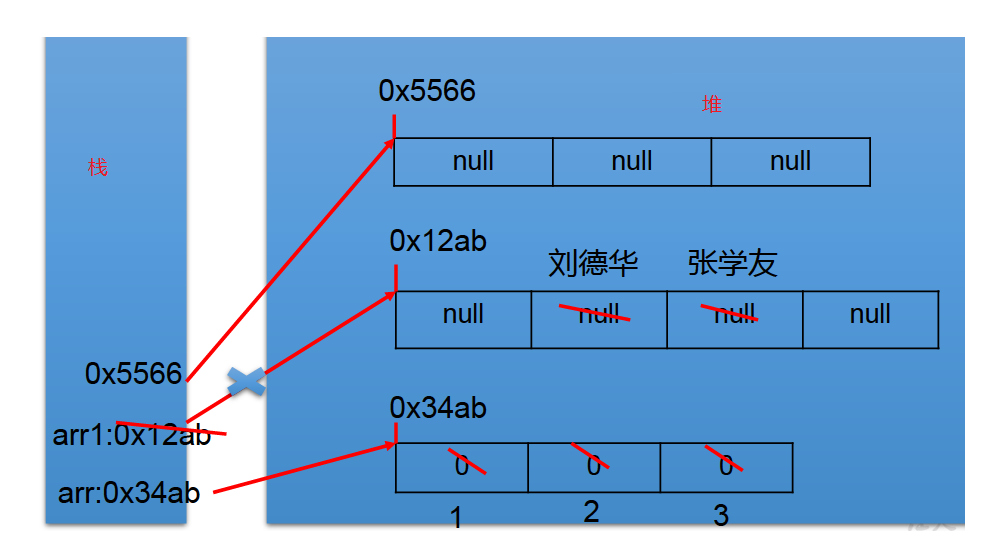 0x5566
堆
栈
null null null
0x12ab
刘德华 张学友
null null null null
0x5566
0x34ab
arr1:0x12ab
0 0 0
arr:0x34ab
1 2 3